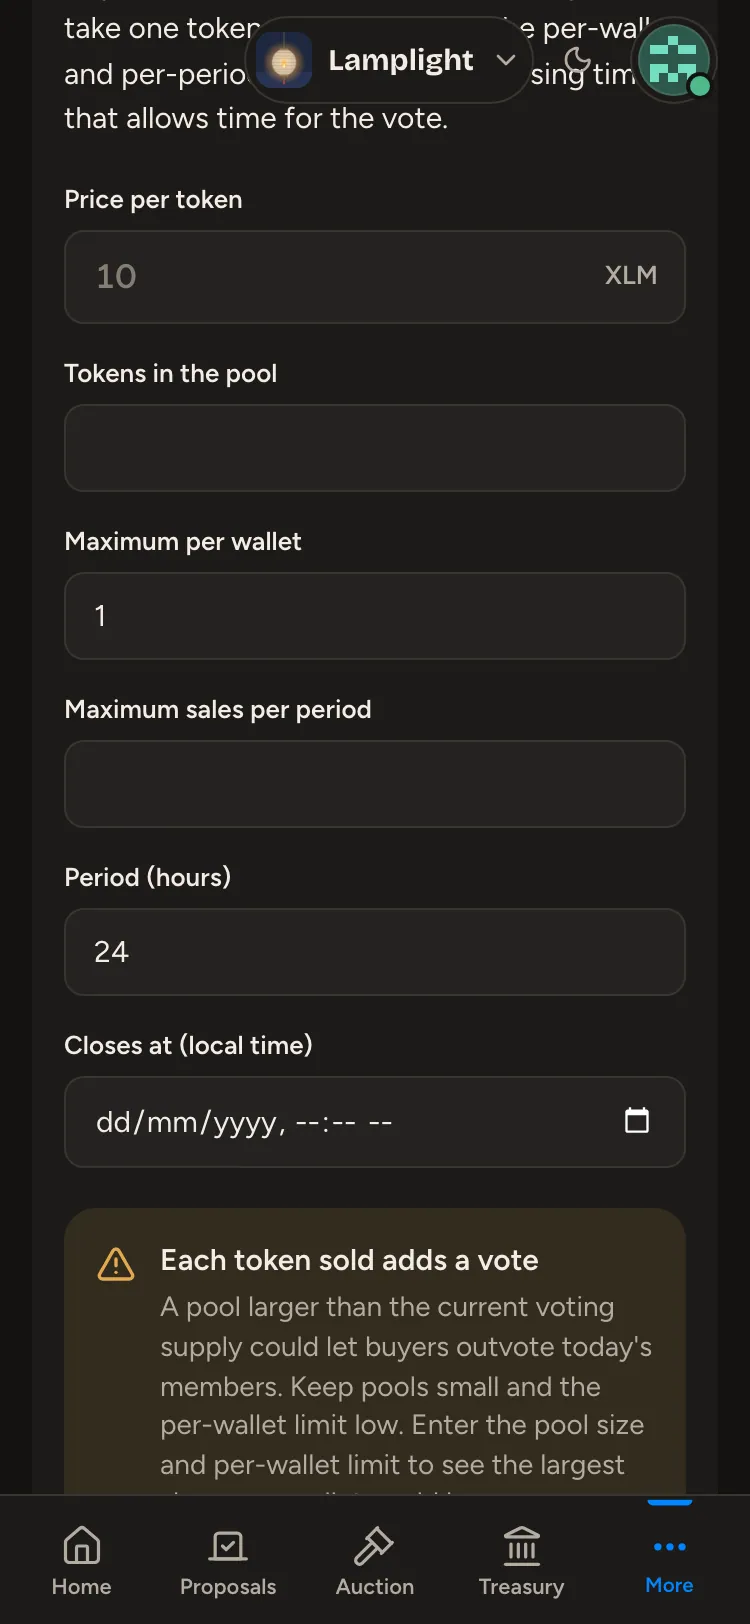 take one token e per-wall
Lamplight
and per-perio sing tim
that allows time for the vote.
Price per token
10 XLM
Tokens in the pool
Maximum per wallet
1
Maximum sales per period
Period (hours)
24
Closes at (local time)
dd/mm/yyyy, --:-- --
Each token sold adds a vote
A pool larger than the current voting
supply could let buyers outvote today's
members. Keep pools small and the
per-wallet limit low. Enter the pool size
and per-wallet limit to see the largest
Home Proposals Auction Treasury More